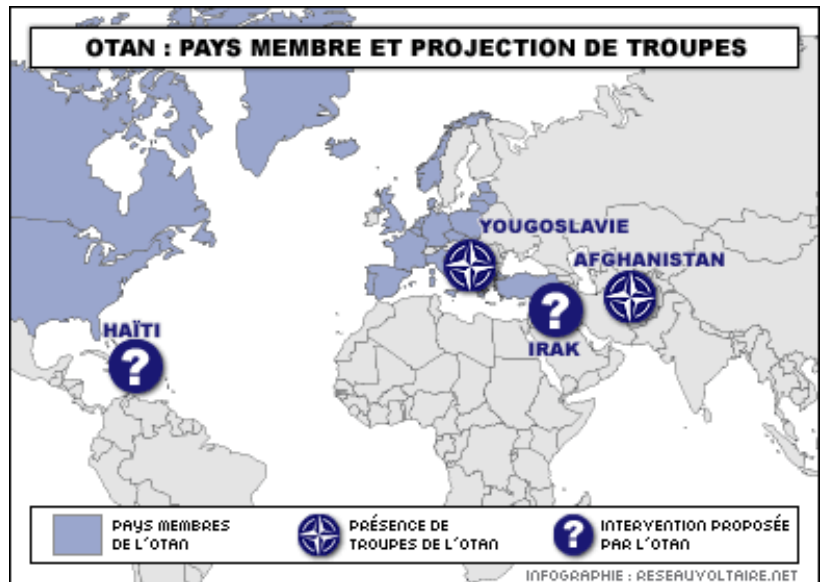 OTAN : PAYS MEMBRE ET PROJECTION DE TROUPES
YOUGOSLAVIE
AFGHANISTAN
HAÏTI
?
?
IRAK
PAYS MEMBRES
DE L'OTAN
PRÉSENCE DE
TROUPES DE L'OTAN
?
INTERVENTION PROPOSÉE
PAR L'OTAN
INFOGRAPHIE : RESEAUVOLTAIRE.NET